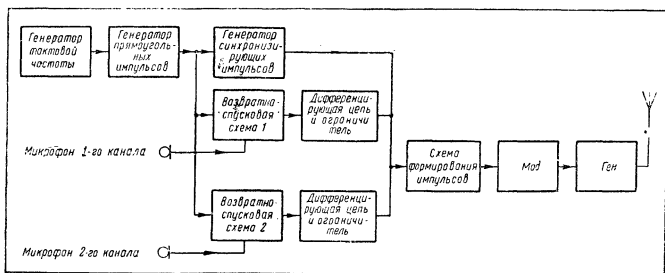 Генератор
тактовой
частоты
Генератор
прямоуголь-
ных импульсов
Генератор
синхронизи-
рующих
импульсов
Возвратно-
спусковая
схема 1
Дифференци-
рующая цепь
и ограничи
тель
Микрофон 1-го канала
Схема
формирования
импульсов
Мод
Ген
Возвратно-
спусковая
схема 2
Дифференци-
рующая цепь
и ограничи-
тель
Микрофон 2-го канала